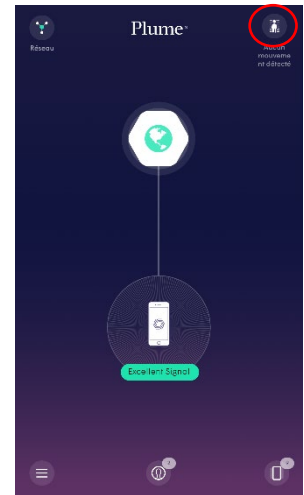 Plume
Réseau
Aucun
mouveme
nt détecté
Excellent Signal